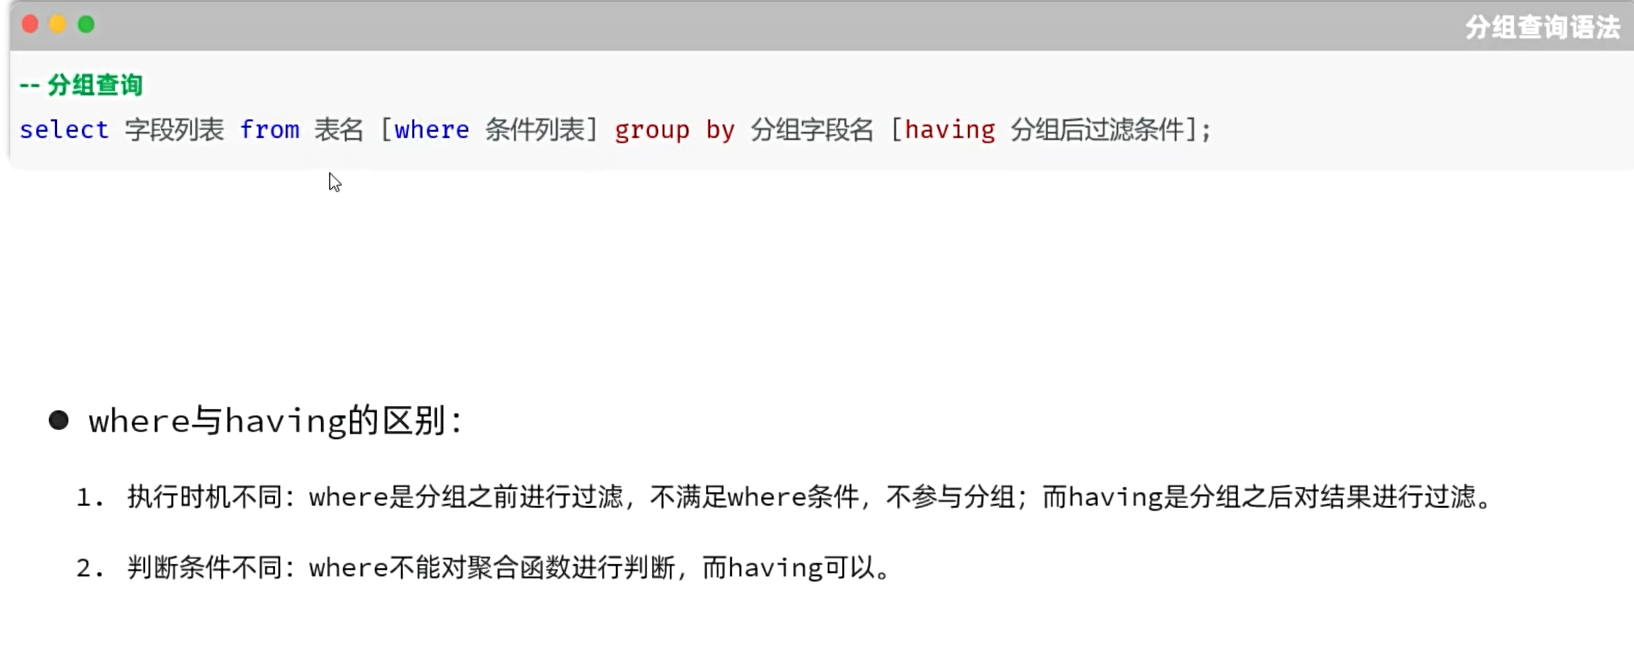 分组查询语法
-- 分组查询
select 字段列表 from 表名 [where 条件列表] group by 分组字段名 [having 分组后过滤条件];
● where与having的区别：
1. 执行时机不同：where是分组之前进行过滤，不满足where条件，不参与分组；而having是分组之后对结果进行过滤。
2. 判断条件不同：where不能对聚合函数进行判断，而having可以。